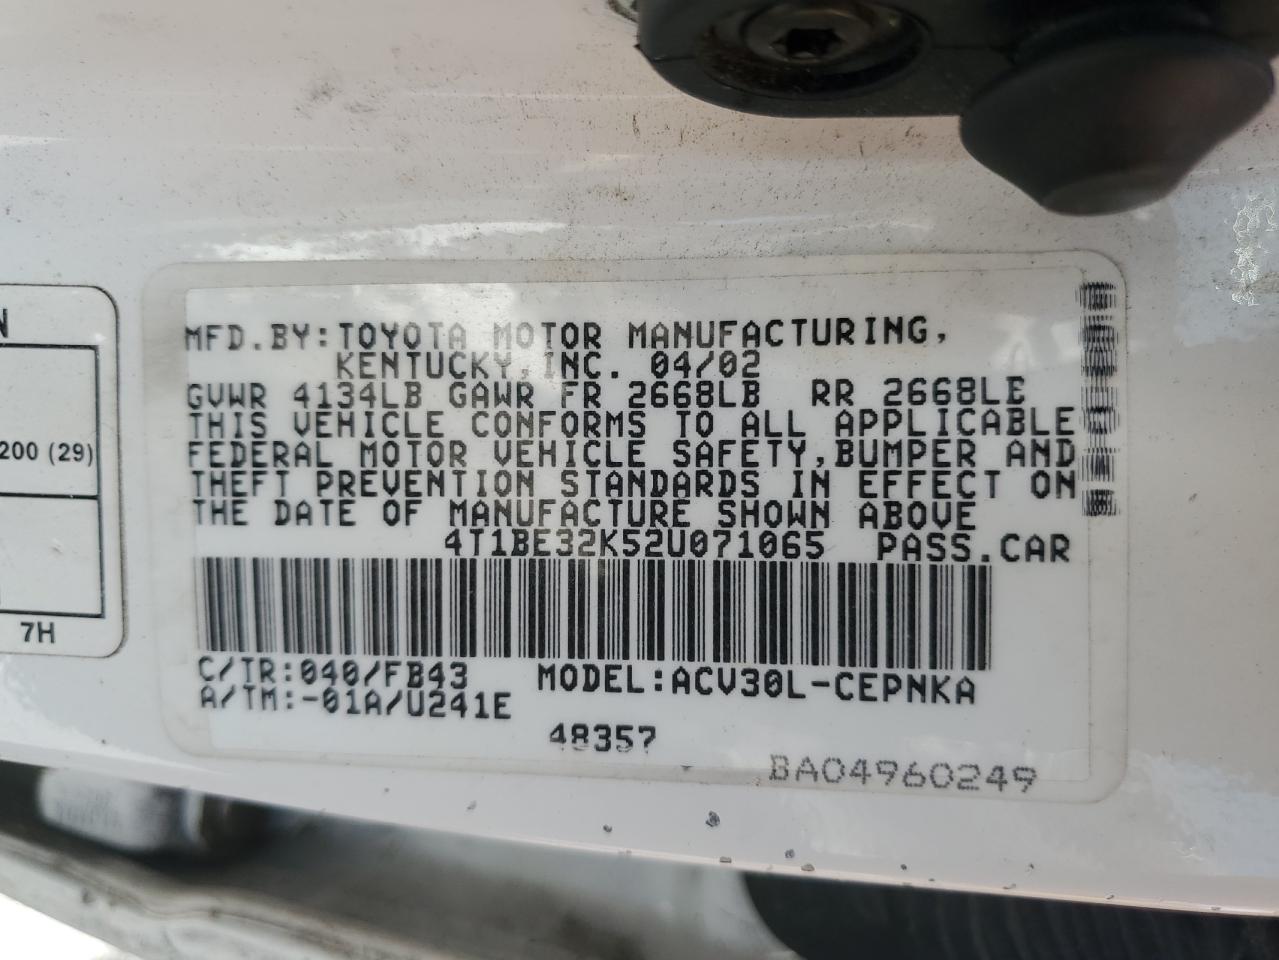 N
200 (29)
7H
MFD.BY:TOYOTA MOTOR MANUFACTURING,
KENTUCKY,INC. 04/02
GVWR 4134LB GAWR FR 2668LB RR 2668LB
THIS VEHICLE CONFORMS TO ALL APPLICABLE
FEDERAL MOTOR VEHICLE SAFETY,BUMPER AND
THEFT PREVENTION STANDARDS IN EFFECT ON
THE DATE OF MANUFACTURE SHOWN ABOVE
4T1BE32K52U071065 PASS.CAR
C/TR:040/FB43 MODEL:ACV30L-CEPNKA
A/TM:-01A/U241E
48357
BA04960249